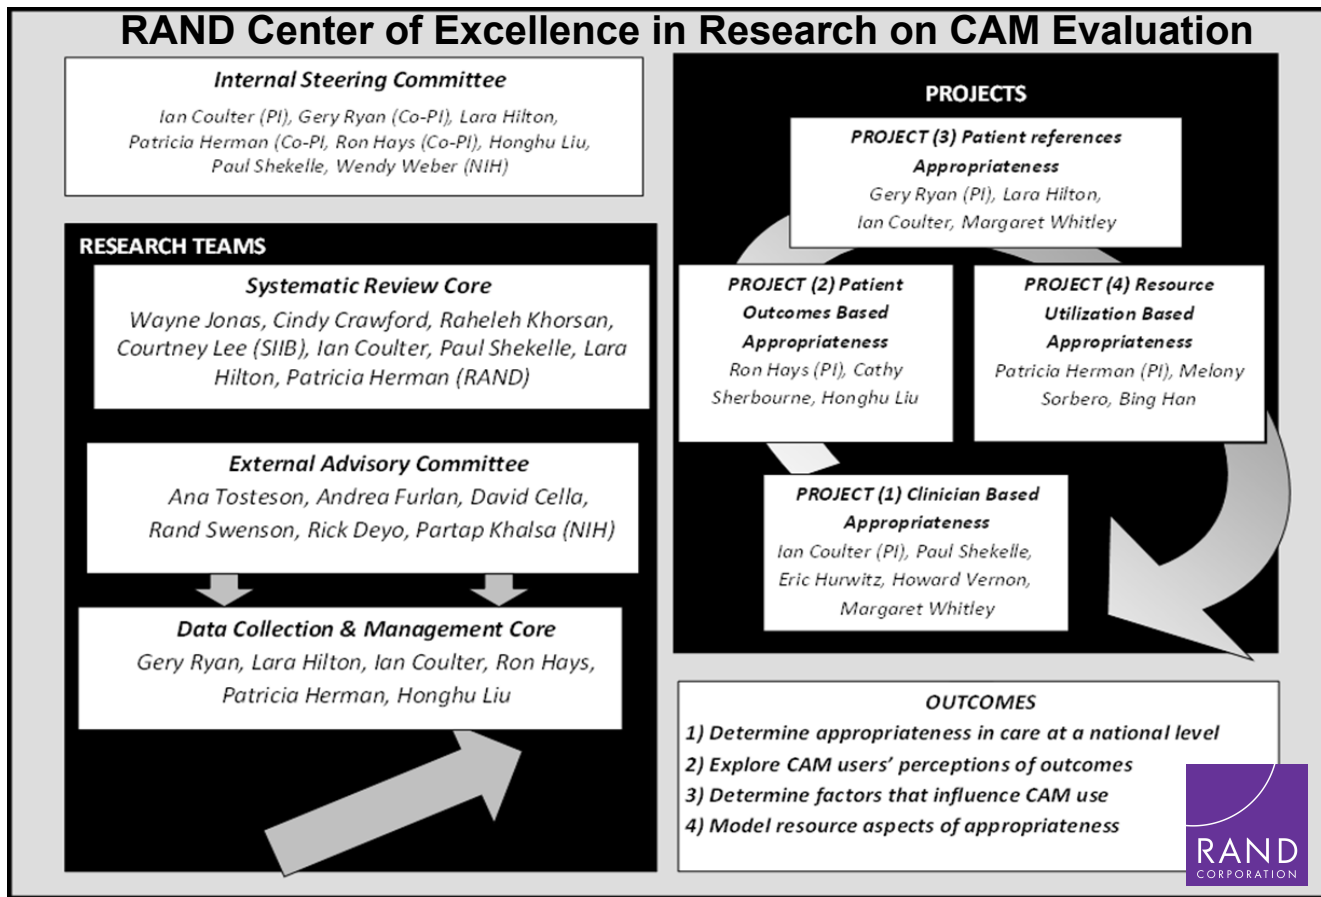 RAND Center of Excellence in Research on CAM Evaluation
Internal Steering Committee
Ian Coulter (PI), Gery Ryan (Co-PI), Lara Hilton,
Patricia Herman (Co-PI, Ron Hays (Co-PI), Honghu Liu,
Paul Shekelle, Wendy Weber (NIH)
RESEARCH TEAMS
Systematic Review Core
Wayne Jonas, Cindy Crawford, Raheleh Khorsan,
Courtney Lee (SIIB), Ian Coulter, Paul Shekelle, Lara
Hilton, Patricia Herman (RAND)
External Advisory Committee
Ana Tosteson, Andrea Furlan, David Cella,
Rand Swenson, Rick Deyo, Partap Khalsa (NIH)
Data Collection & Management Core
Gery Ryan, Lara Hilton, Ian Coulter, Ron Hays,
Patricia Herman, Honghu Liu
PROJECTS
PROJECT (3) Patient references
Appropriateness
Gery Ryan (PI), Lara Hilton,
Ian Coulter, Margaret Whitley
PROJECT (2) Patient
Outcomes Based
Appropriateness
Ron Hays (PI), Cathy
Sherbourne, Honghu Liu
PROJECT (4) Resource
Utilization Based
Appropriateness
Patricia Herman (PI), Melony
Sorbero, Bing Han
PROJECT (1) Clinician Based
Appropriateness
Ian Coulter (PI), Paul Shekelle,
Eric Hurwitz, Howard Vernon,
Margaret Whitley
OUTCOMES
1) Determine appropriateness in care at a national level
2) Explore CAM users’ perceptions of outcomes
3) Determine factors that influence CAM use
4) Model resource aspects of appropriateness
RAND
CORPORATION